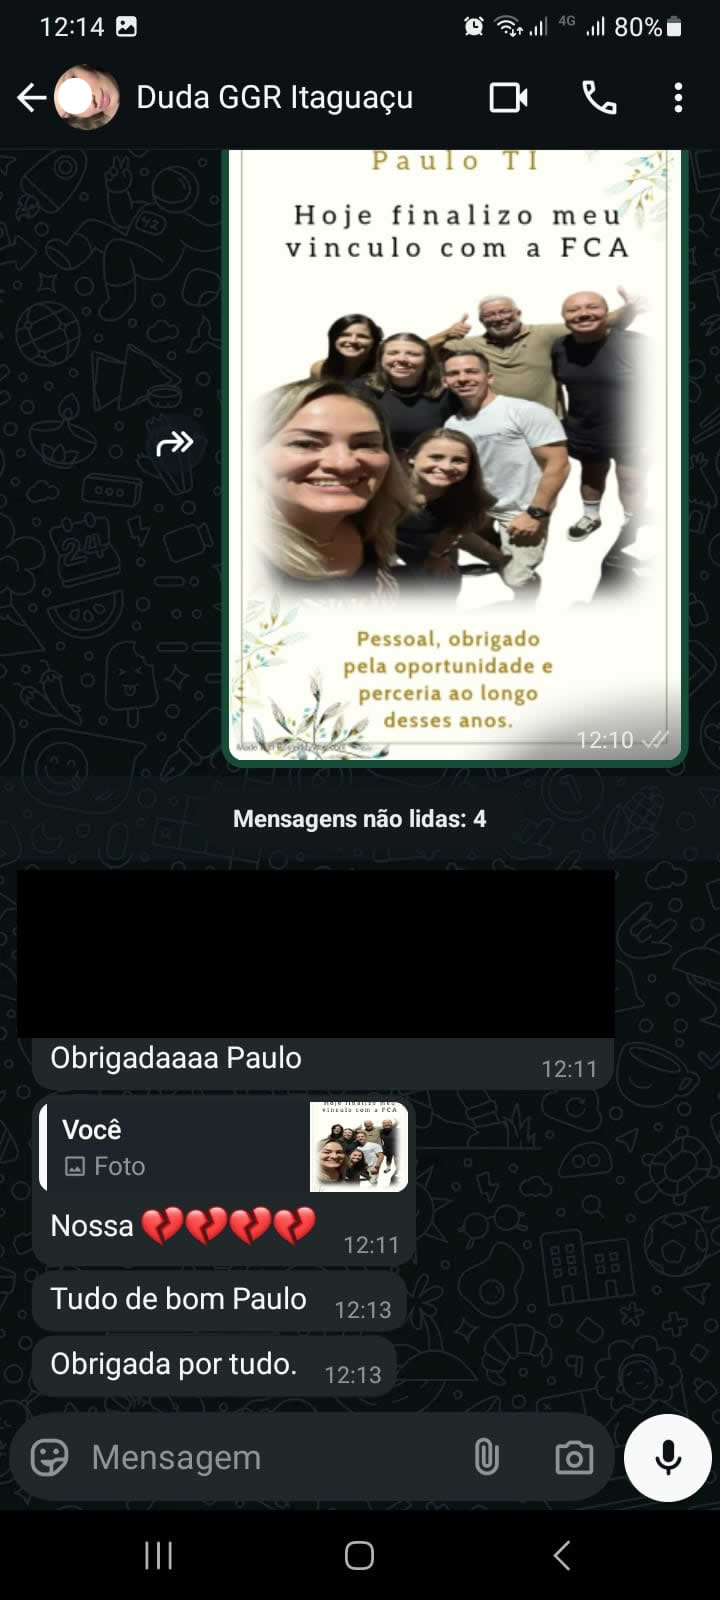 12:14
4G
80%
Duda GGR Itaguaçu
Paulo TI
Hoje finalizo meu
vinculo com a FCA
Pessoal, obrigado
pela oportunidade e
perceria ao longo
desses anos.
12:10
Mensagens não lidas: 4
Obrigadaaaa Paulo
12:11
Você
Foto
Hoje finalizo meu
vinculo com a FCA
Nossa 💔💔💔💔
12:11
Tudo de bom Paulo
12:13
Obrigada por tudo.
12:13
Mensagem